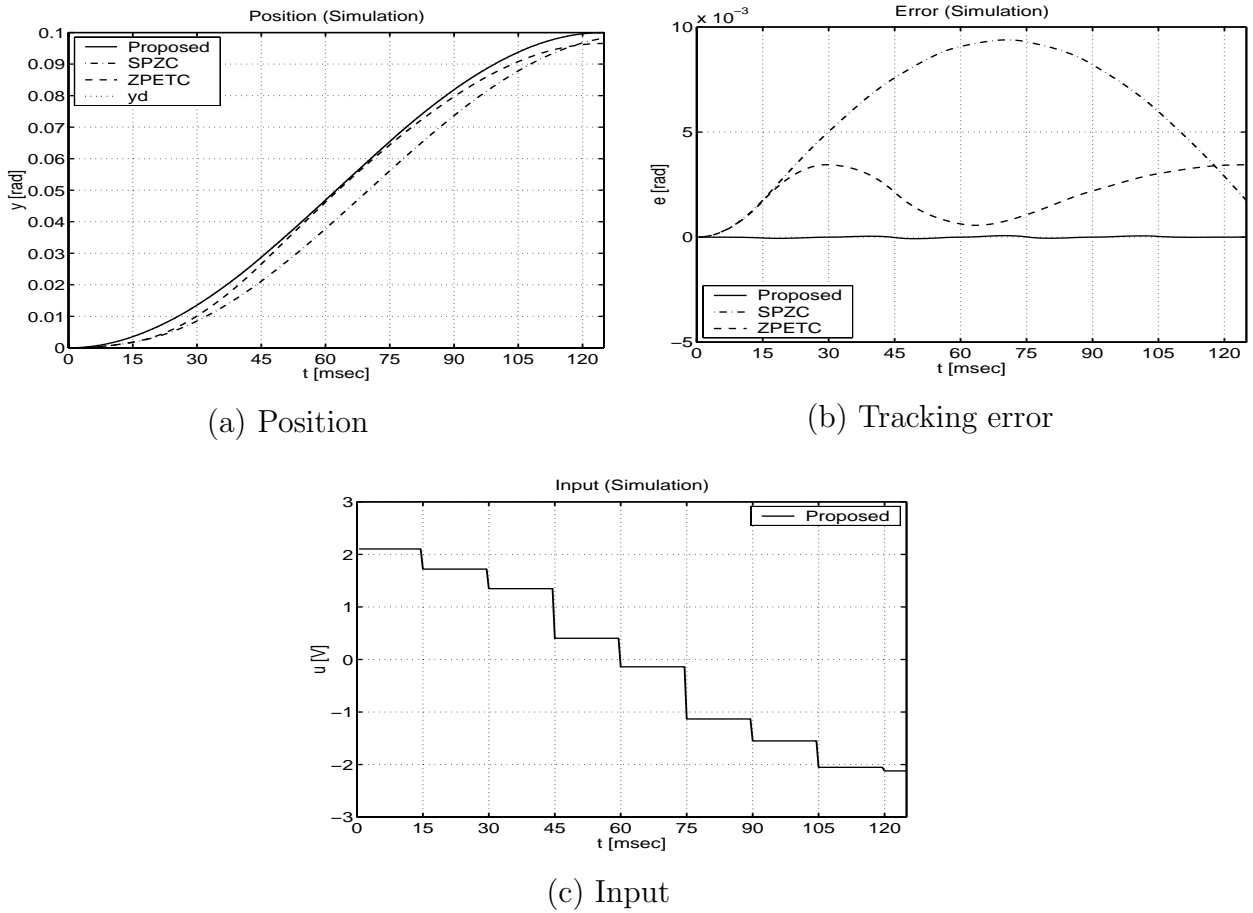 Position (Simulation)
0.1
0.09
0.08
0.07
0.06
0.05
0.04
0.03
0.02
0.01
0
y [rad]
Proposed
SPZC
ZPETC
yd
0 15 30 45 60 75 90 105 120
t [msec]
(a) Position
Error (Simulation)
10 × 10⁻³
5
0
−5
e [rad]
Proposed
SPZC
ZPETC
0 15 30 45 60 75 90 105 120
t [msec]
(b) Tracking error
Input (Simulation)
3
2
1
0
−1
−2
−3
u [V]
Proposed
0 15 30 45 60 75 90 105 120
t [msec]
(c) Input